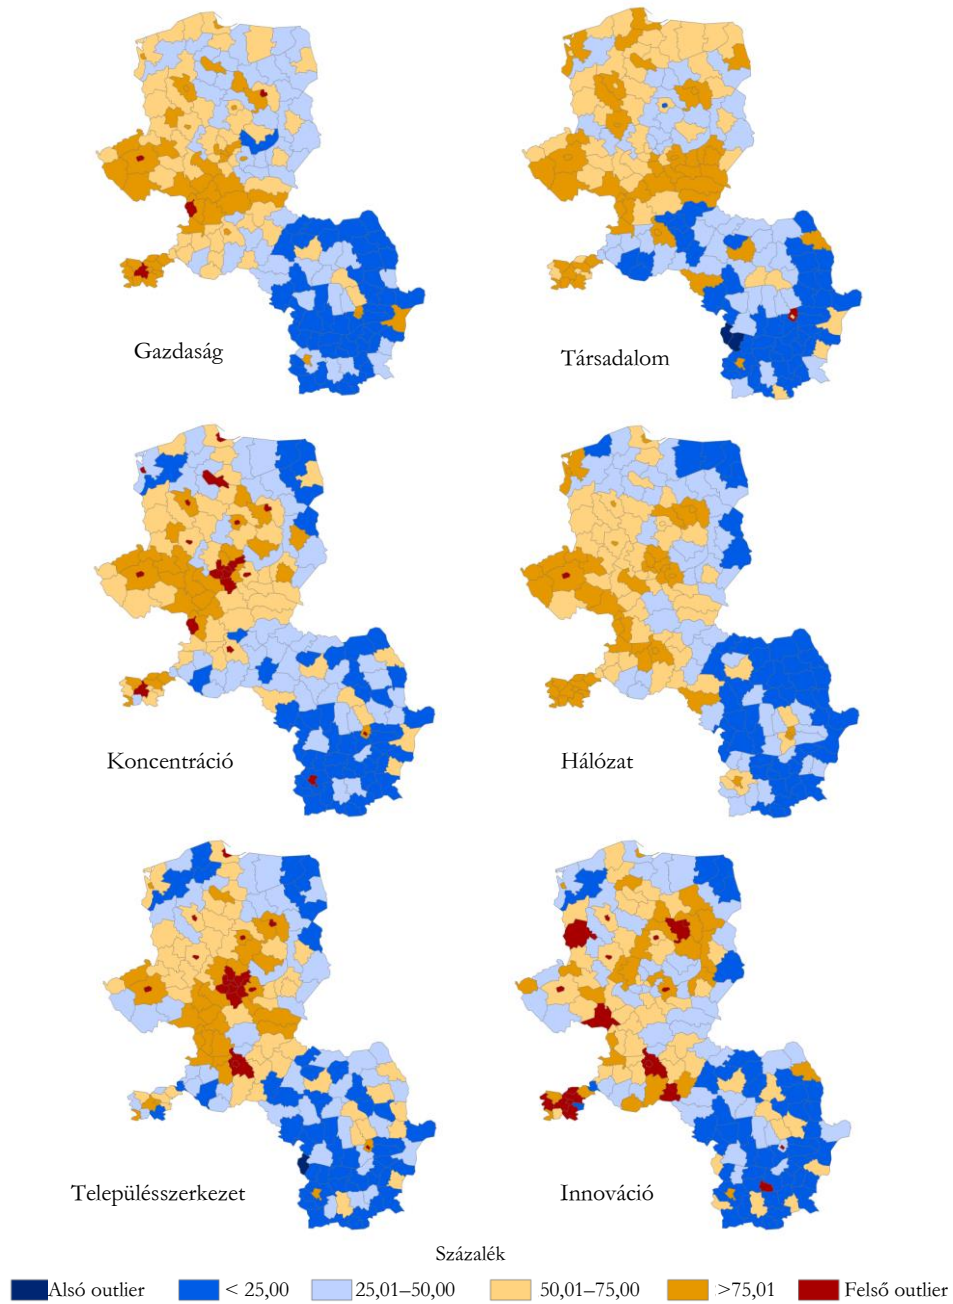 Gazdaság
Társadalom
Koncentráció
Hálózat
Településszerkezet
Innováció
Százalék
Alsó outlier
< 25,00
25,01–50,00
50,01–75,00
>75,01
Felső outlier